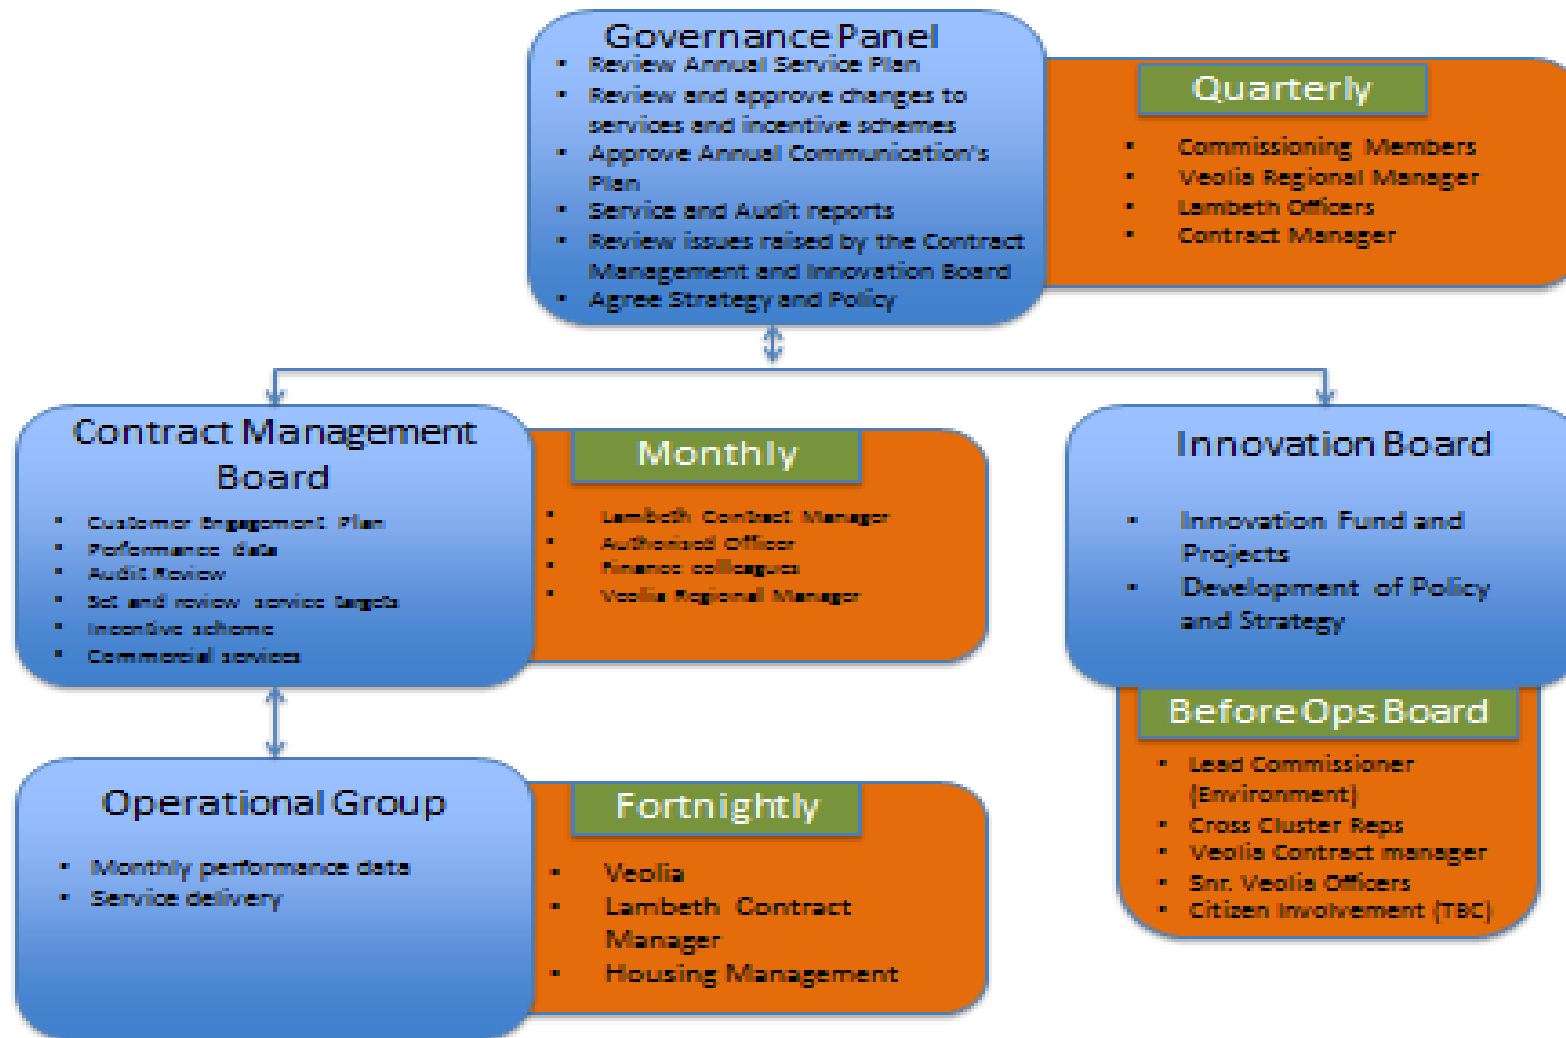 Governance Panel
▪ Review Annual Service Plan
▪ Review and approve changes to
services and incentive schemes
▪ Approve Annual Communication's
Plan
▪ Service and Audit reports
▪ Review issues raised by the Contract
Management and Innovation Board
▪ Agree Strategy and Policy
Quarterly
▪ Commissioning Members
▪ Veolia Regional Manager
▪ Lambeth Officers
▪ Contract Manager
Contract Management
Board
▪ Customer Engagement Plan
▪ Performance data
▪ Audit Review
▪ Set and review service targets
▪ Incentive scheme
▪ Commercial services
Monthly
▪ Lambeth Contract Manager
▪ Authorised Officer
▪ Finance colleagues
▪ Veolia Regional Manager
Innovation Board
▪ Innovation Fund and
Projects
▪ Development of Policy
and Strategy
Before Ops Board
▪ Lead Commissioner
(Environment)
▪ Cross Cluster Reps
▪ Veolia Contract manager
▪ Snr. Veolia Officers
▪ Citizen Involvement (TBC)
Operational Group
▪ Monthly performance data
▪ Service delivery
Fortnightly
▪ Veolia
▪ Lambeth Contract
Manager
▪ Housing Management